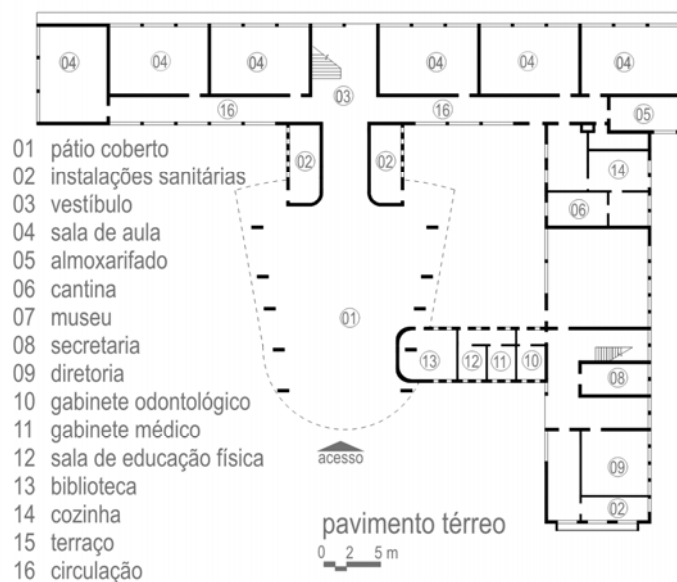 04 04 04 04 04 04
03
16 16 05
01 pátio coberto
02 instalações sanitárias
03 vestíbulo
04 sala de aula
05 almoxarifado
06 cantina
07 museu
08 secretaria
09 diretoria
10 gabinete odontológico
11 gabinete médico
12 sala de educação física
13 biblioteca
14 cozinha
15 terraço
16 circulação
02 02
14
06
01
13 12 11 10
08
acesso
09
02
pavimento térreo
0 2 5 m